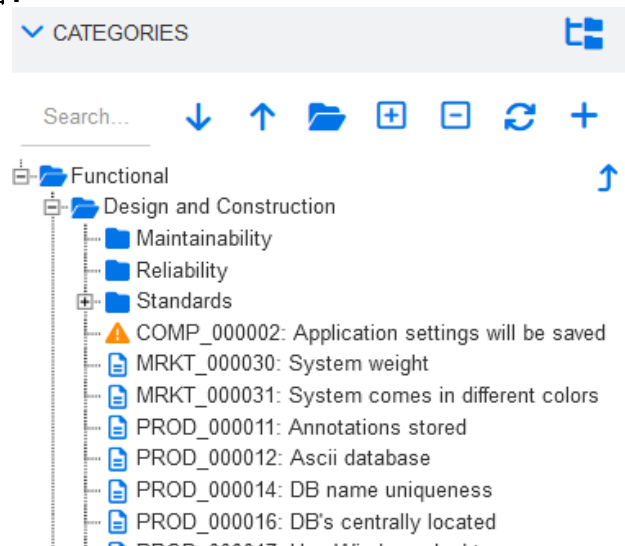 CATEGORIES
Search...
Functional
Design and Construction
Maintainability
Reliability
Standards
COMP_000002: Application settings will be saved
MRKT_000030: System weight
MRKT_000031: System comes in different colors
PROD_000011: Annotations stored
PROD_000012: Ascii database
PROD_000014: DB name uniqueness
PROD_000016: DB's centrally located